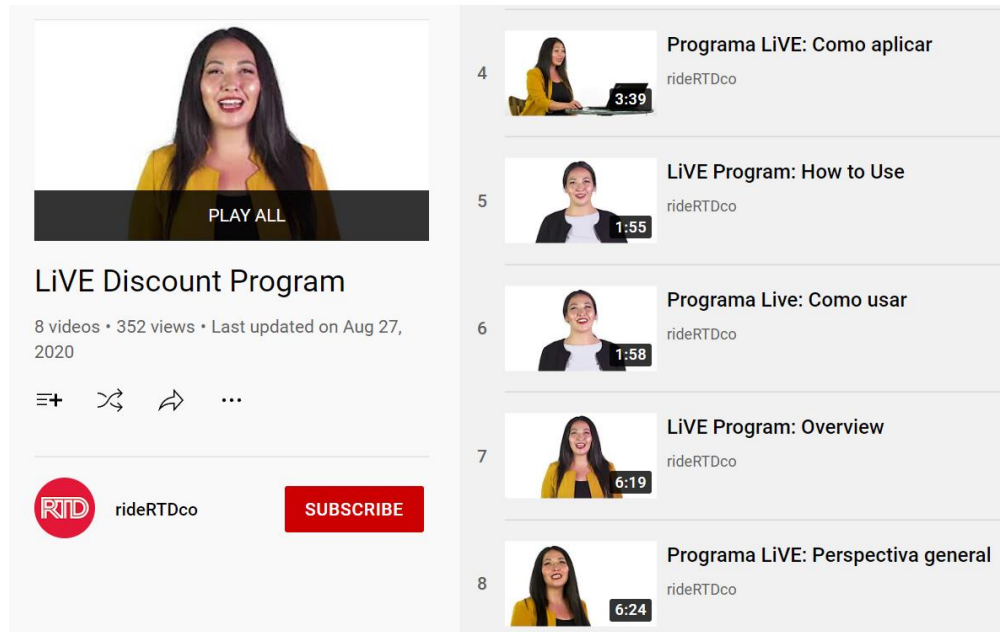 PLAY ALL
LiVE Discount Program
8 videos • 352 views • Last updated on Aug 27,
2020
RTD
rideRTDco
SUBSCRIBE
4
3:39
Programa LiVE: Como aplicar
rideRTDco
5
1:55
LiVE Program: How to Use
rideRTDco
6
1:58
Programa Live: Como usar
rideRTDco
7
6:19
LiVE Program: Overview
rideRTDco
8
6:24
Programa LiVE: Perspectiva general
rideRTDco